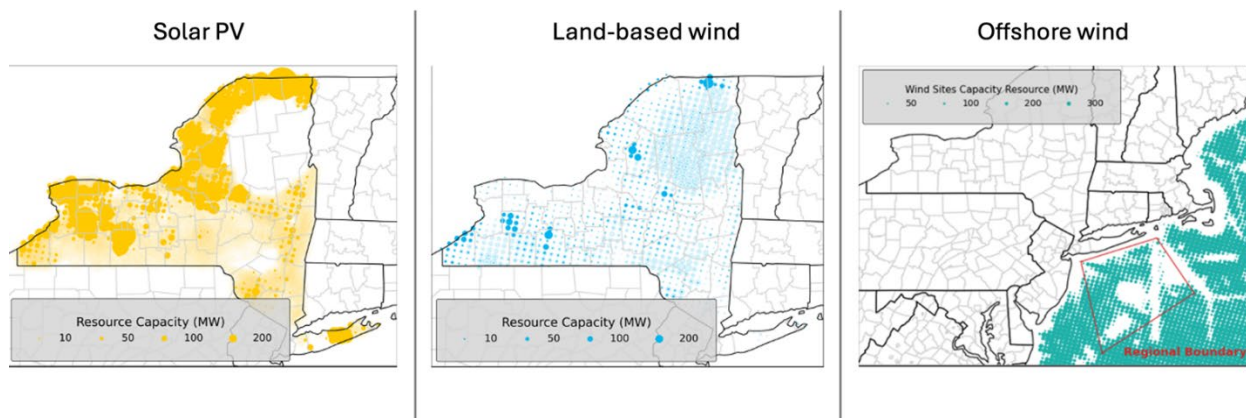 Solar PV
Resource Capacity (MW)
10 50 100 200
Land-based wind
Resource Capacity (MW)
10 50 100 200
Offshore wind
Wind Sites Capacity Resource (MW)
50 100 200 300
Regional Boundary